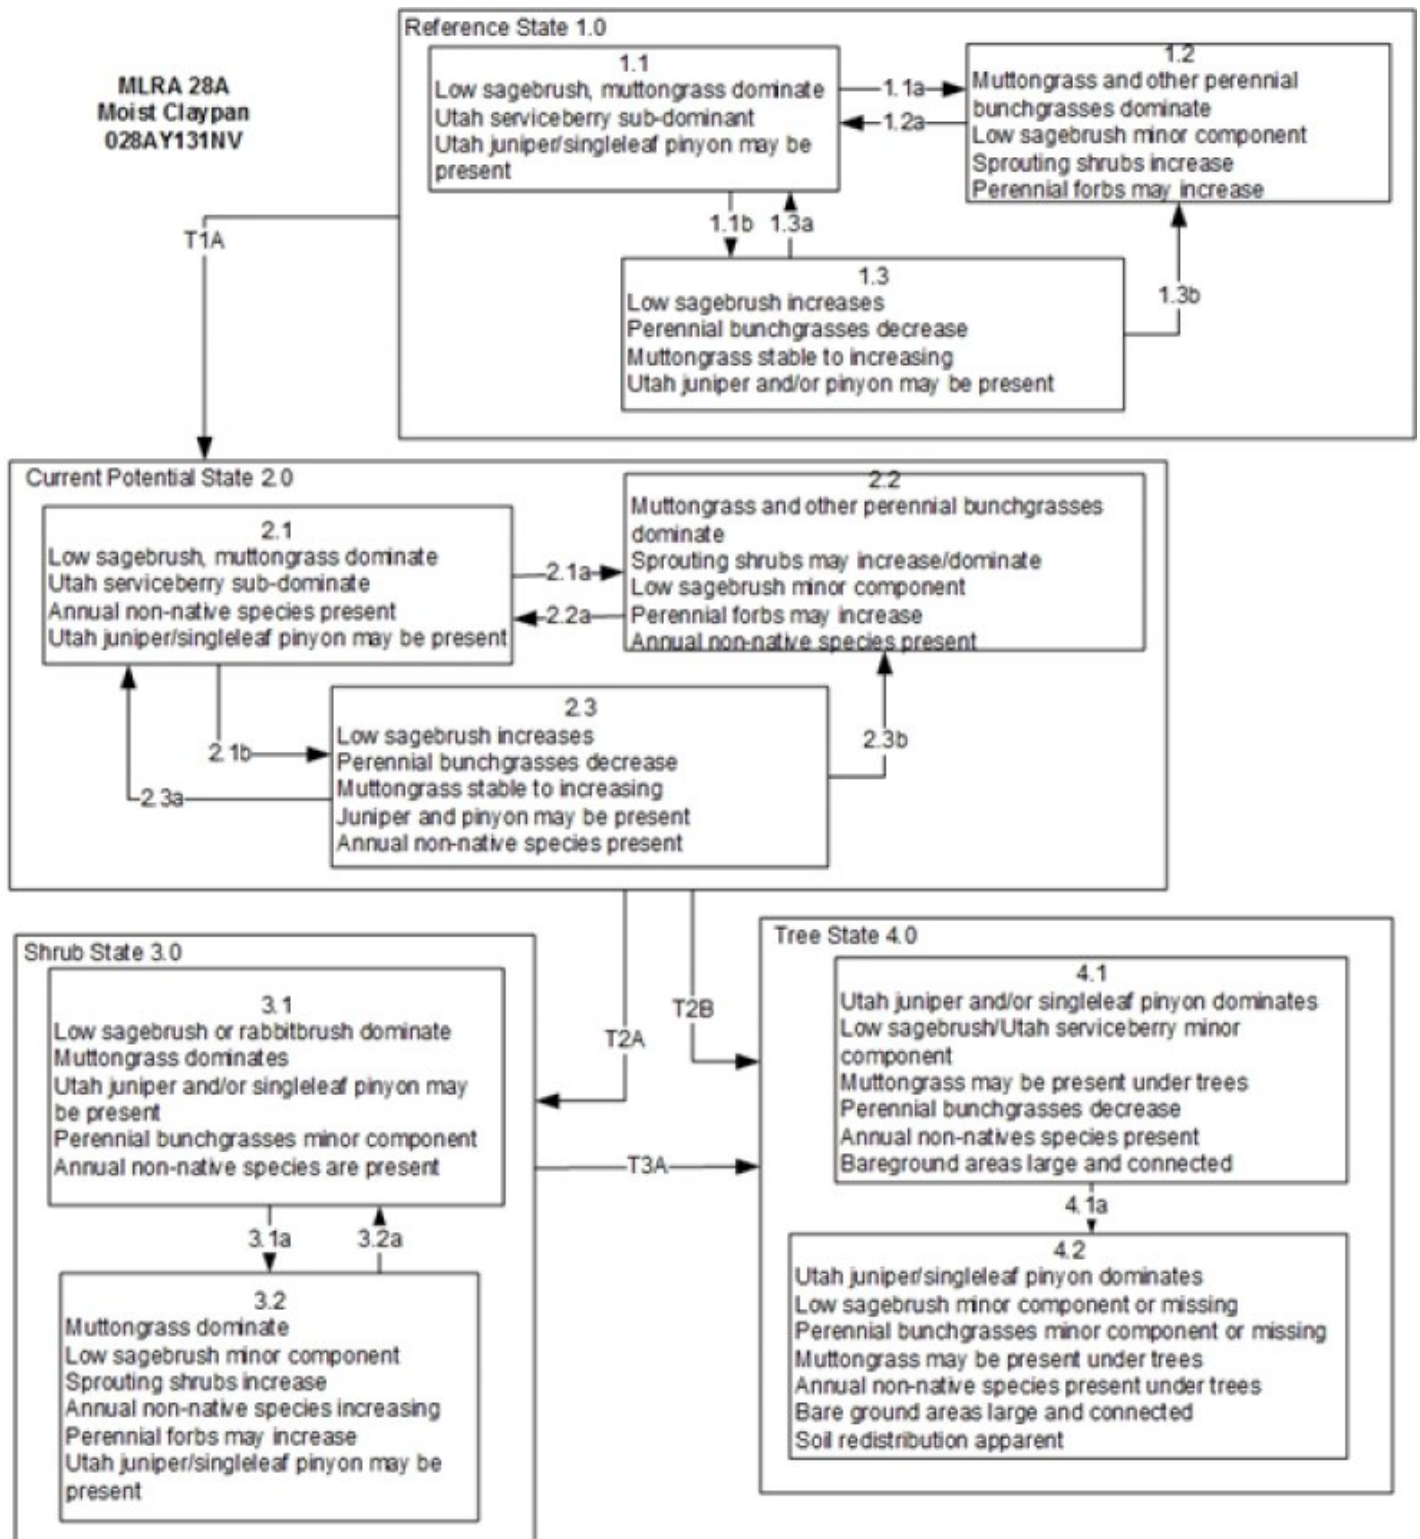 MLRA 28A
Moist Claypan
028AY131NV
Reference State 1.0
1.1
Low sagebrush, muttongrass dominate
Utah serviceberry sub-dominant
Utah juniper/singleleaf pinyon may be
present
1.1a
1.2a
1.2
Muttongrass and other perennial
bunchgrasses dominate
Low sagebrush minor component
Sprouting shrubs increase
Perennial forbs may increase
1.1b
1.3a
1.3
Low sagebrush increases
Perennial bunchgrasses decrease
Muttongrass stable to increasing
Utah juniper and/or pinyon may be present
1.3b
T1A
Current Potential State 2.0
2.1
Low sagebrush, muttongrass dominate
Utah serviceberry sub-dominate
Annual non-native species present
Utah juniper/singleleaf pinyon may be present
2.1a
2.2a
2.2
Muttongrass and other perennial bunchgrasses
dominate
Sprouting shrubs may increase/dominate
Low sagebrush minor component
Perennial forbs may increase
Annual non-native species present
2.1b
2.3a
2.3
Low sagebrush increases
Perennial bunchgrasses decrease
Muttongrass stable to increasing
Juniper and pinyon may be present
Annual non-native species present
2.3b
T2A
T2B
Shrub State 3.0
3.1
Low sagebrush or rabbitbrush dominate
Muttongrass dominates
Utah juniper and/or singleleaf pinyon may
be present
Perennial bunchgrasses minor component
Annual non-native species are present
3.1a
3.2a
3.2
Muttongrass dominate
Low sagebrush minor component
Sprouting shrubs increase
Annual non-native species increasing
Perennial forbs may increase
Utah juniper/singleleaf pinyon may be
present
T3A
Tree State 4.0
4.1
Utah juniper and/or singleleaf pinyon dominates
Low sagebrush/Utah serviceberry minor
component
Muttongrass may be present under trees
Perennial bunchgrasses decrease
Annual non-natives species present
Bareground areas large and connected
4.1a
4.2
Utah juniper/singleleaf pinyon dominates
Low sagebrush minor component or missing
Perennial bunchgrasses minor component or missing
Muttongrass may be present under trees
Annual non-native species present under trees
Bare ground areas large and connected
Soil redistribution apparent